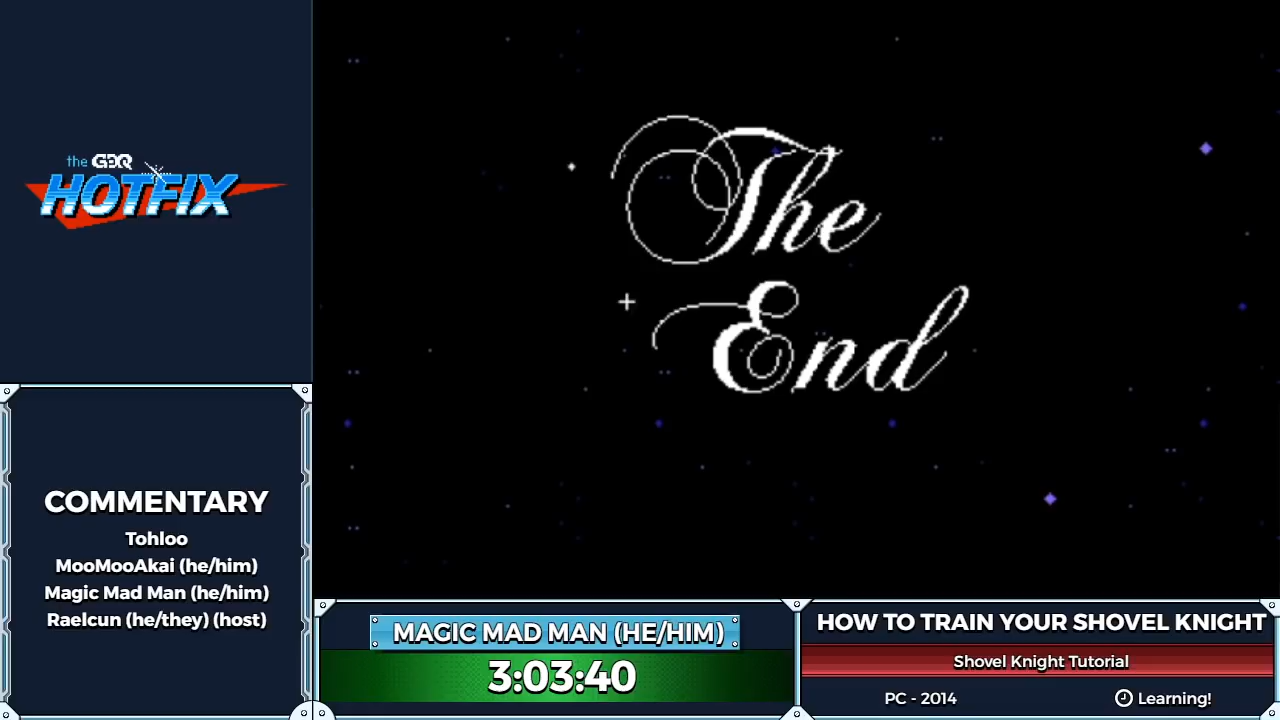 the GDQ
HOTFIX
The
End
COMMENTARY
Tohloo
MooMooAkai (he/him)
Magic Mad Man (he/him)
Raelcun (he/they) (host)
MAGIC MAD MAN (HE/HIM)
3:03:40
HOW TO TRAIN YOUR SHOVEL KNIGHT
Shovel Knight Tutorial
PC - 2014
Learning!